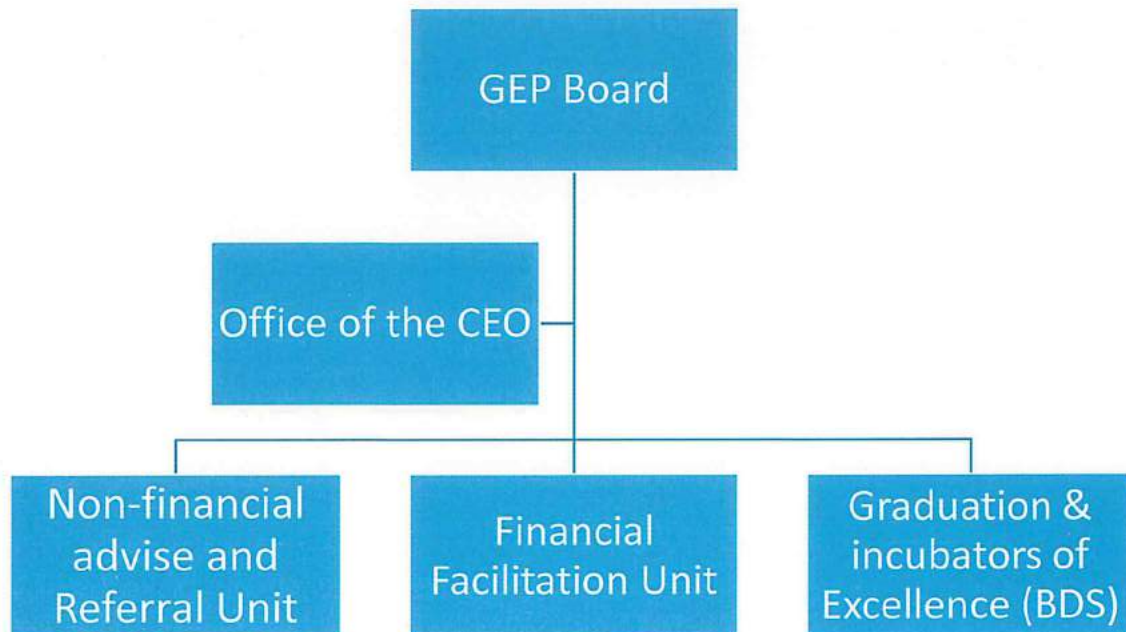 GEP Board
Office of the CEO
Non-financial
advise and
Referral Unit
Financial
Facilitation Unit
Graduation &
incubators of
Excellence (BDS)